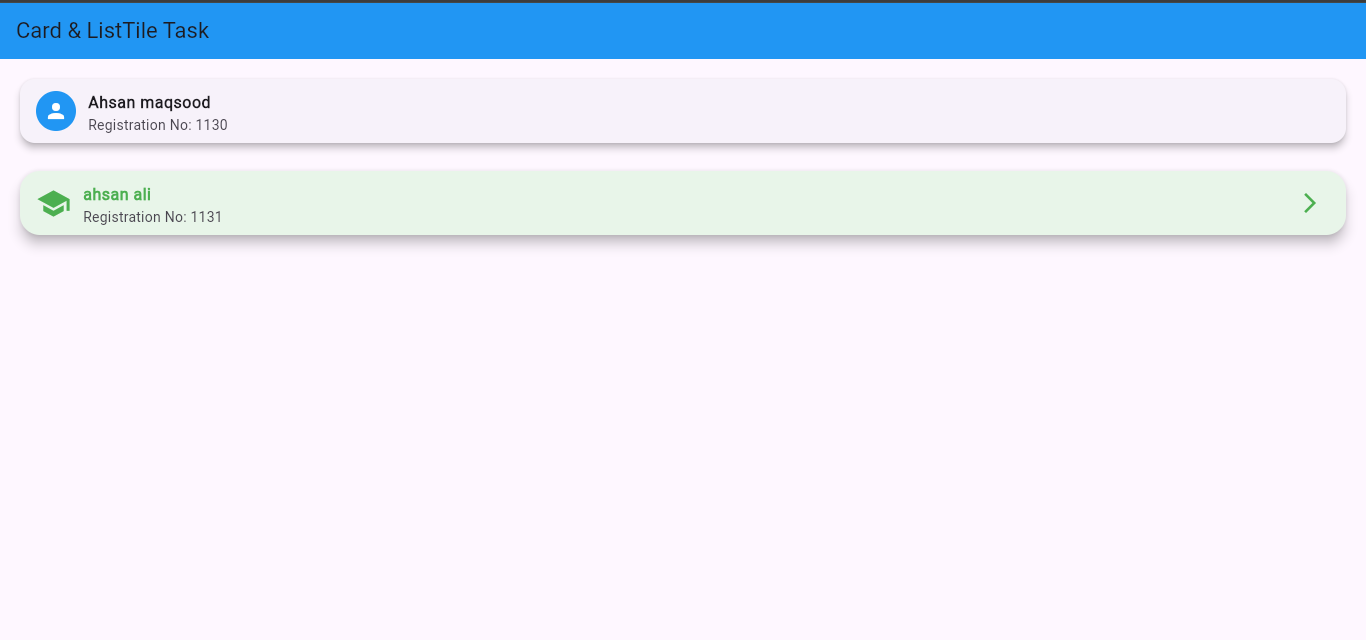 Card & ListTile Task
Ahsan maqsood
Registration No: 1130
ahsan ali
Registration No: 1131